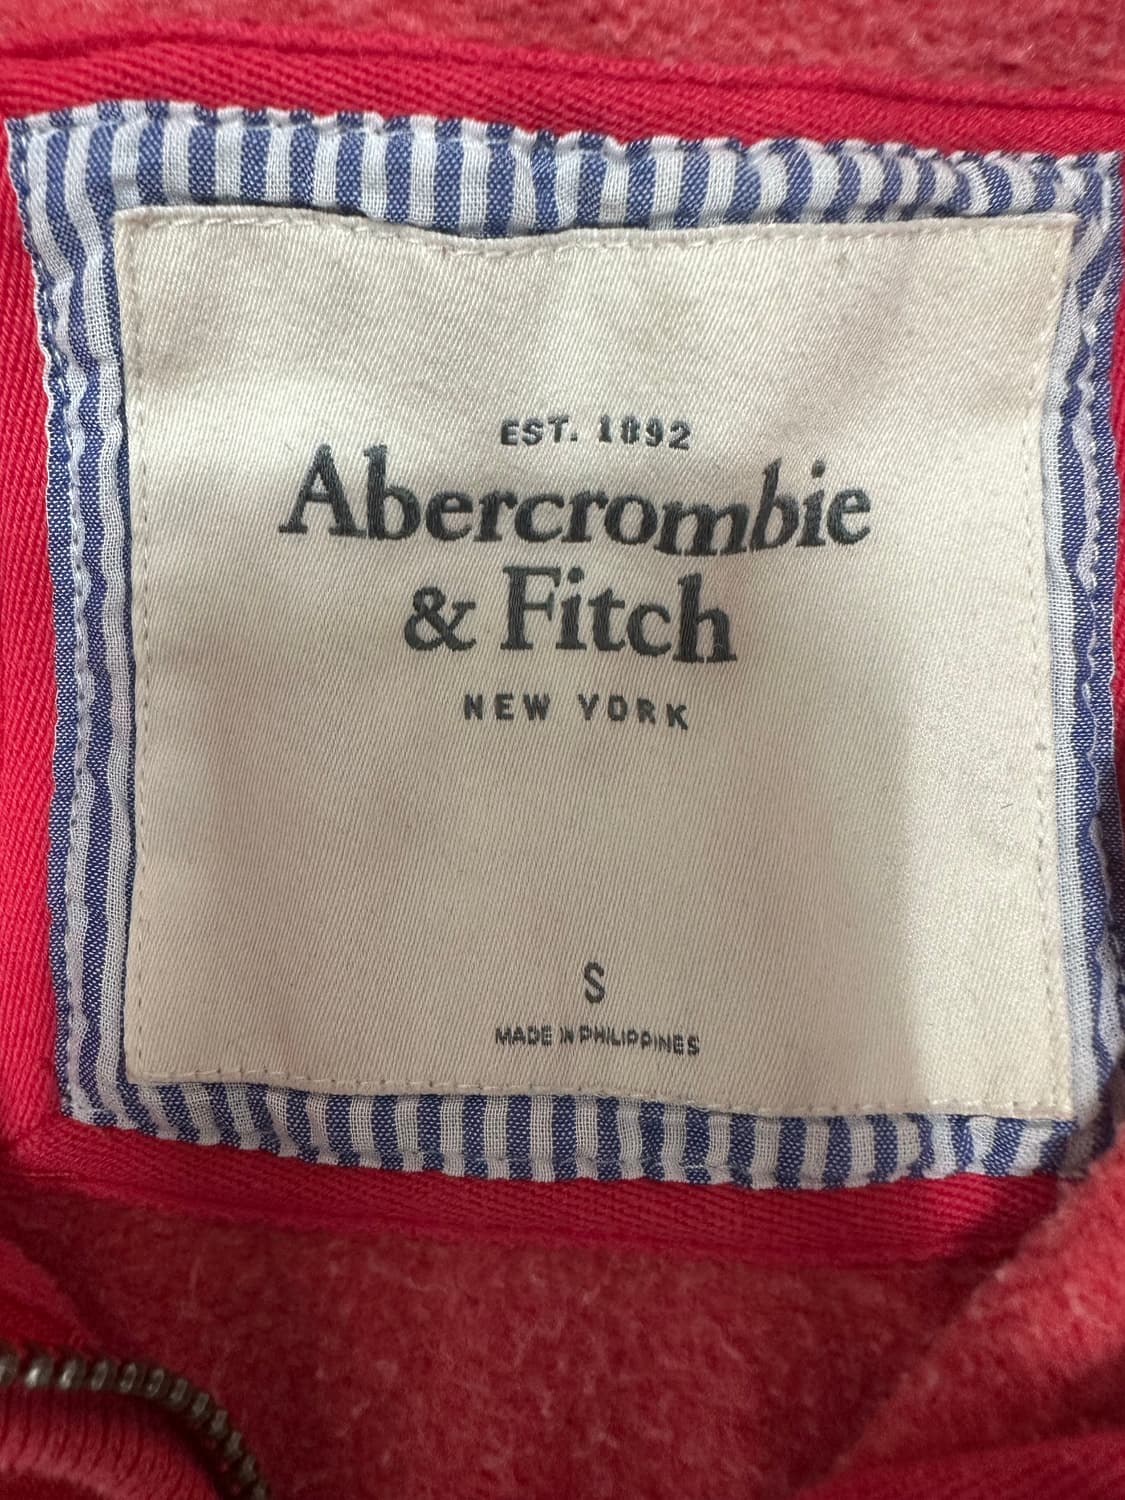 EST. 1892
Abercrombie
& Fitch
NEW YORK
S
MADE IN PHILIPPINES